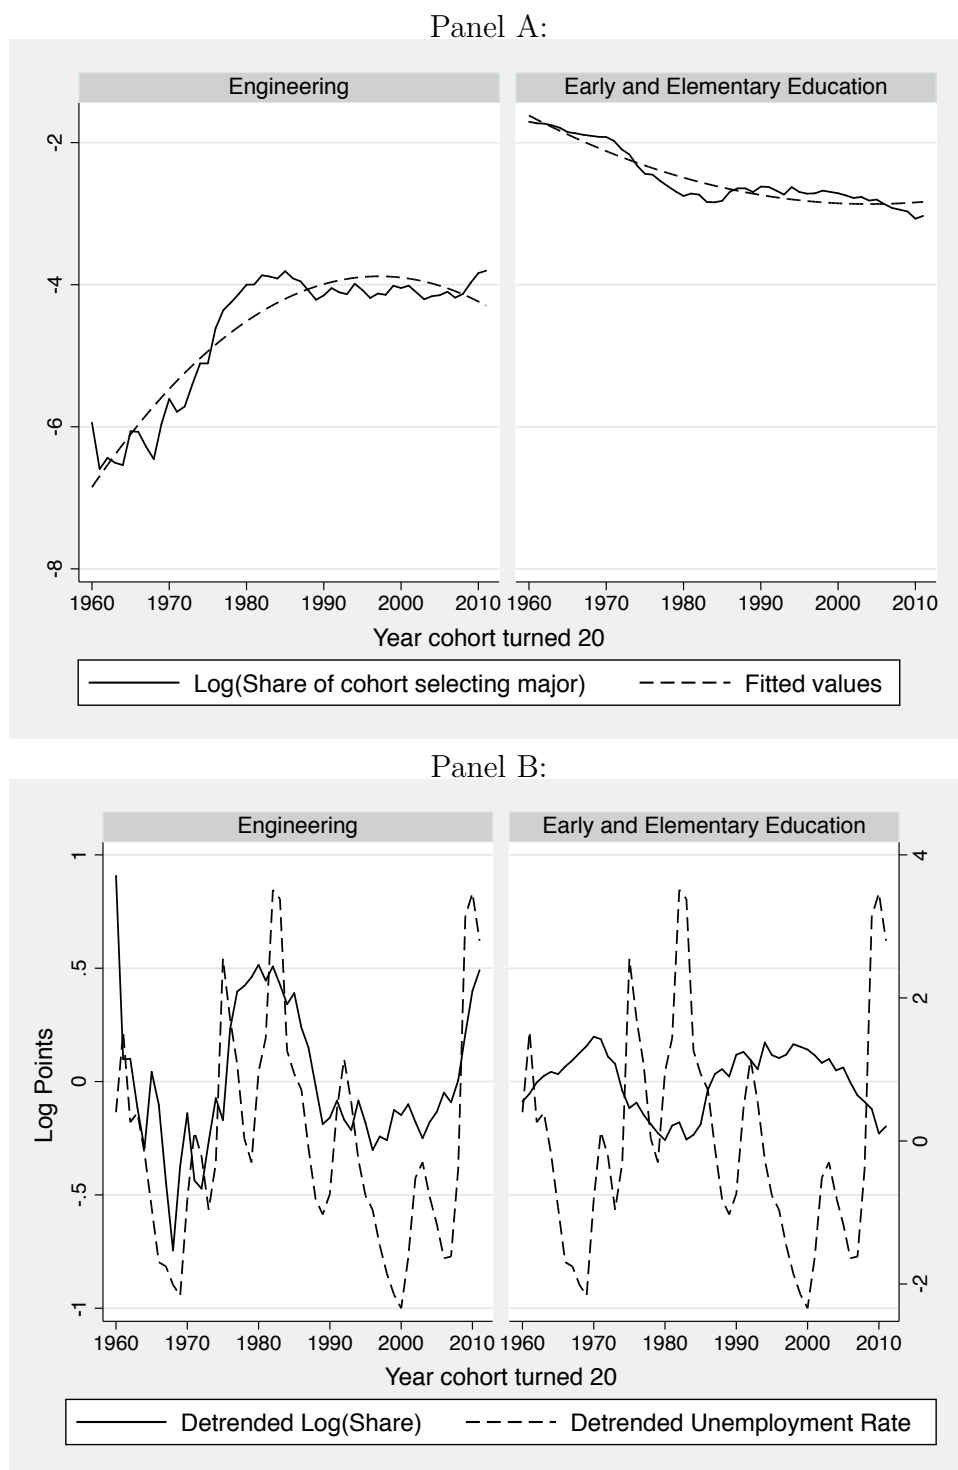 Panel A:
Engineering
Early and Elementary Education
-2
-4
-6
-8
1960 1970 1980 1990 2000 2010
1960 1970 1980 1990 2000 2010
Year cohort turned 20
Log(Share of cohort selecting major)
Fitted values
Panel B:
Engineering
Early and Elementary Education
Log Points
1
.5
0
-.5
-1
4
2
0
-2
1960 1970 1980 1990 2000 2010
1960 1970 1980 1990 2000 2010
Year cohort turned 20
Detrended Log(Share)
Detrended Unemployment Rate